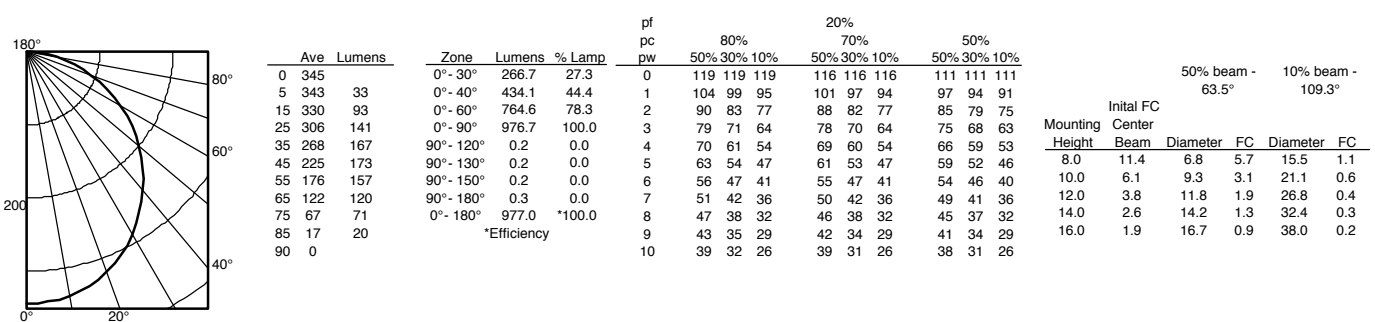 180°
80°
60°
200
40°
0° 20°
Ave Lumens
0 345
5 343 33
15 330 93
25 306 141
35 268 167
45 225 173
55 176 157
65 122 120
75 67 71
85 17 20
90 0
Zone Lumens % Lamp
0°- 30° 266.7 27.3
0°- 40° 434.1 44.4
0°- 60° 764.6 78.3
0°- 90° 976.7 100.0
90°- 120° 0.2 0.0
90°- 130° 0.2 0.0
90°- 150° 0.2 0.0
90°- 180° 0.3 0.0
0°- 180° 977.0 *100.0
*Efficiency
pf 20%
pc 80% 70% 50%
pw 50% 30% 10% 50% 30% 10% 50% 30% 10%
0 119 119 119 116 116 116 111 111 111
1 104 99 95 101 97 94 97 94 91
2 90 83 77 88 82 77 85 79 75
3 79 71 64 78 70 64 75 68 63
4 70 61 54 69 60 54 66 59 53
5 63 54 47 61 53 47 59 52 46
6 56 47 41 55 47 41 54 46 40
7 51 42 36 50 42 36 49 41 36
8 47 38 32 46 38 32 45 37 32
9 43 35 29 42 34 29 41 34 29
10 39 32 26 39 31 26 38 31 26
50% beam - 10% beam -
63.5° 109.3°
Inital FC
Mounting Center
Height Beam Diameter FC Diameter FC
8.0 11.4 6.8 5.7 15.5 1.1
10.0 6.1 9.3 3.1 21.1 0.6
12.0 3.8 11.8 1.9 26.8 0.4
14.0 2.6 14.2 1.3 32.4 0.3
16.0 1.9 16.7 0.9 38.0 0.2